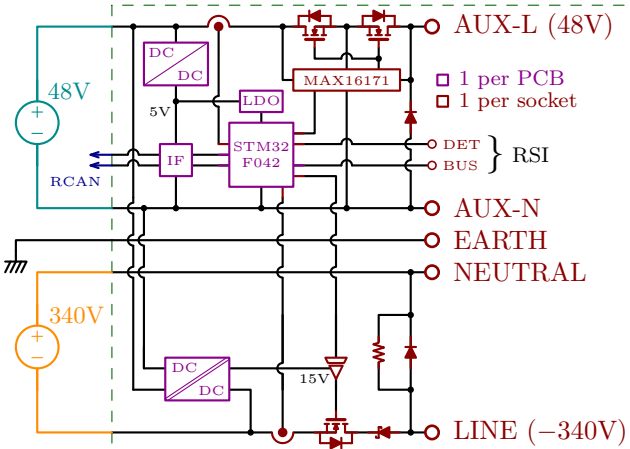 AUX-L (48V)
DC
DC
MAX16171
1 per PCB
48V
LDO
1 per socket
5V
STM32
F042
DET
IF
BUS
} RSI
RCAN
AUX-N
EARTH
NEUTRAL
340V
DC
DC
15V
LINE (−340V)
+
−
+
−